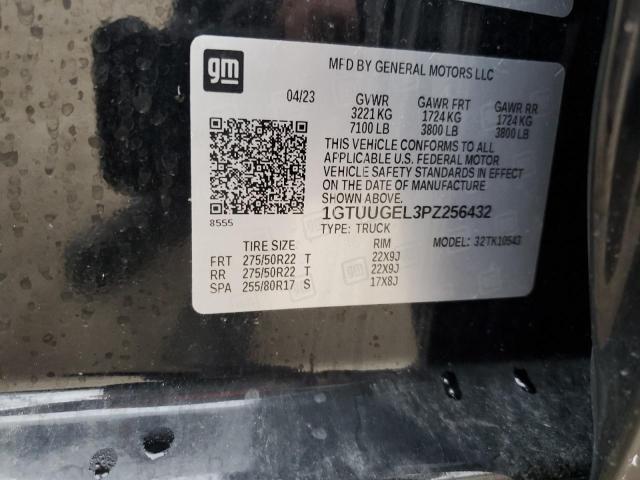 gm
MFD BY GENERAL MOTORS LLC
04/23 GVWR GAWR FRT GAWR RR
3221 KG 1724 KG 1724 KG
7100 LB 3800 LB 3800 LB
THIS VEHICLE CONFORMS TO ALL
APPLICABLE U.S. FEDERAL MOTOR
VEHICLE SAFETY STANDARDS IN EFFECT
ON THE DATE OF MANUFACTURE
SHOWN ABOVE.
8555
1GTUUGEL3PZ256432
TYPE: TRUCK MODEL: 32TK10543
TIRE SIZE RIM
FRT 275/50R22 T 22X9J
RR 275/50R22 T 22X9J
SPA 255/80R17 S 17X8J